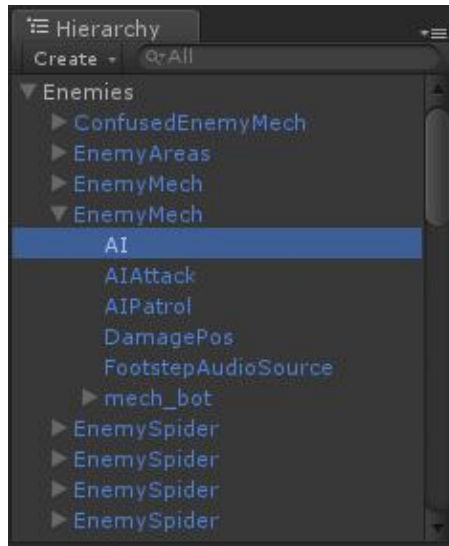 Hierarchy
Create All
Enemies
ConfusedEnemyMech
EnemyAreas
EnemyMech
EnemyMech
AI
AIAttack
AIPatrol
DamagePos
FootstepAudioSource
mech_bot
EnemySpider
EnemySpider
EnemySpider
EnemySpider